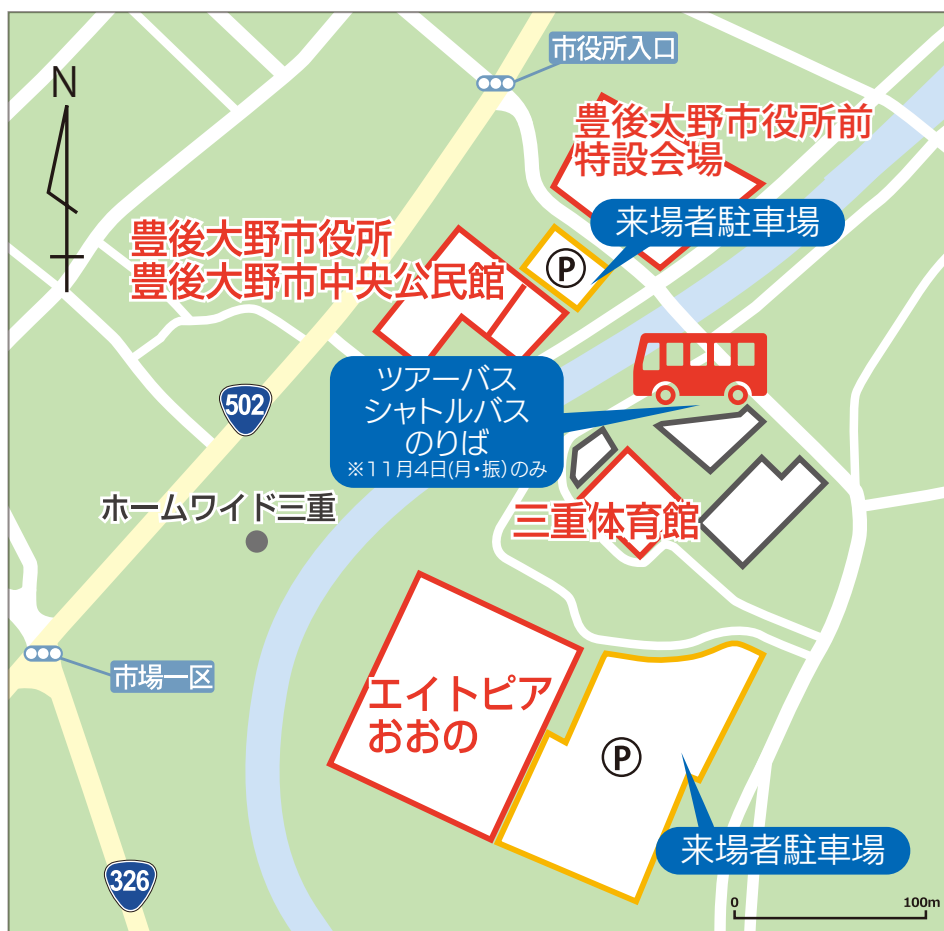 市役所入口
N
豊後大野市役所前
特設会場
来場者駐車場
豊後大野市役所
豊後大野市中央公民館
P
ツアーバス
シャトルバス
のりば
※11月4日(月・振)のみ
502
ホームワイド三重
三重体育館
市場一区
エイトピア
おおの
P
来場者駐車場
326
0 100m